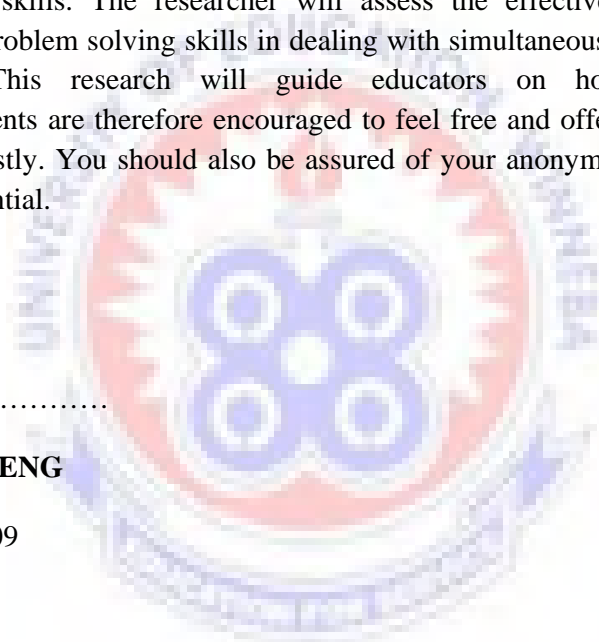 skills. The researcher will assess the effective
roblem solving skills in dealing with simultaneous
This research will guide educators on ho
ents are therefore encouraged to feel free and offe
stly. You should also be assured of your anonym
ntial.
…………
ENG
09
UNIVERSITY WINNEBA